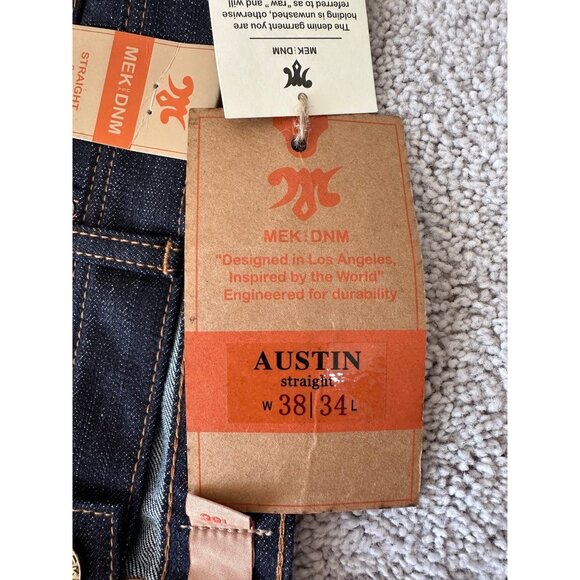 The denim garment you are
holding is unwashed, otherwise
referred to as "raw" and will
MEK DNM
MEK DNM
STRAIGHT
MEK DNM
"Designed in Los Angeles,
Inspired by the World"
Engineered for durability
AUSTIN
straight
W 38 | 34 L